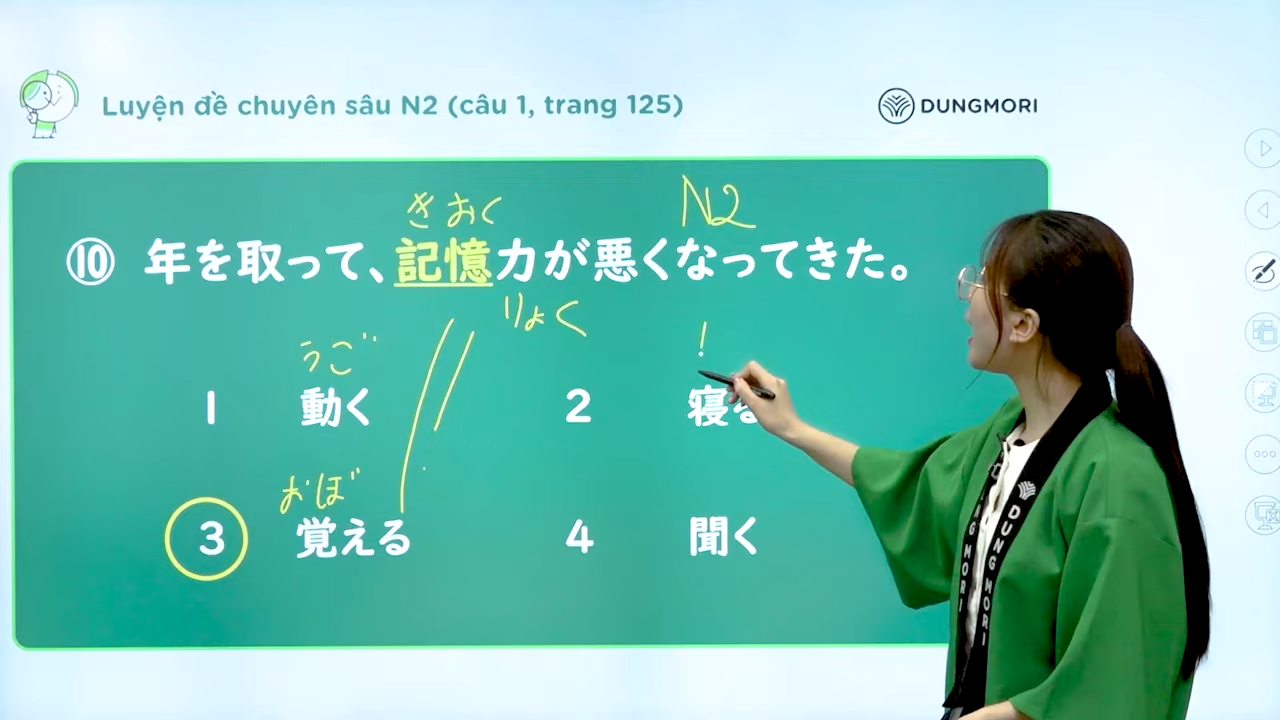 Luyện đề chuyên sâu N2 (câu 1, trang 125)
DUNGMORI
きおく
N2
⑩ 年を取って、記憶力が悪くなってきた。
りょく
うご
1 動く
2 寝る
おぼ
3 覚える
4 聞く
DUNGMORI
MORI